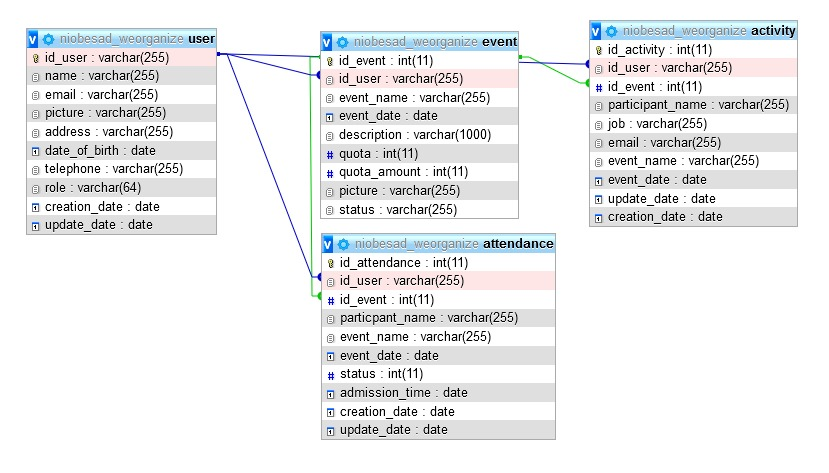 v niobesad_weorganize user
id_user : varchar(255)
name : varchar(255)
email : varchar(255)
picture : varchar(255)
address : varchar(255)
date_of_birth : date
telephone : varchar(255)
role : varchar(64)
creation_date : date
update_date : date
v niobesad_weorganize event
id_event : int(11)
id_user : varchar(255)
event_name : varchar(255)
event_date : date
description : varchar(1000)
# quota : int(11)
# quota_amount : int(11)
picture : varchar(255)
status : varchar(255)
v niobesad_weorganize activity
id_activity : int(11)
id_user : varchar(255)
# id_event : int(11)
participant_name : varchar(255)
job : varchar(255)
email : varchar(255)
event_name : varchar(255)
event_date : date
update_date : date
creation_date : date
v niobesad_weorganize attendance
id_attendance : int(11)
id_user : varchar(255)
# id_event : int(11)
particpant_name : varchar(255)
event_name : varchar(255)
event_date : date
# status : int(11)
admission_time : date
creation_date : date
update_date : date